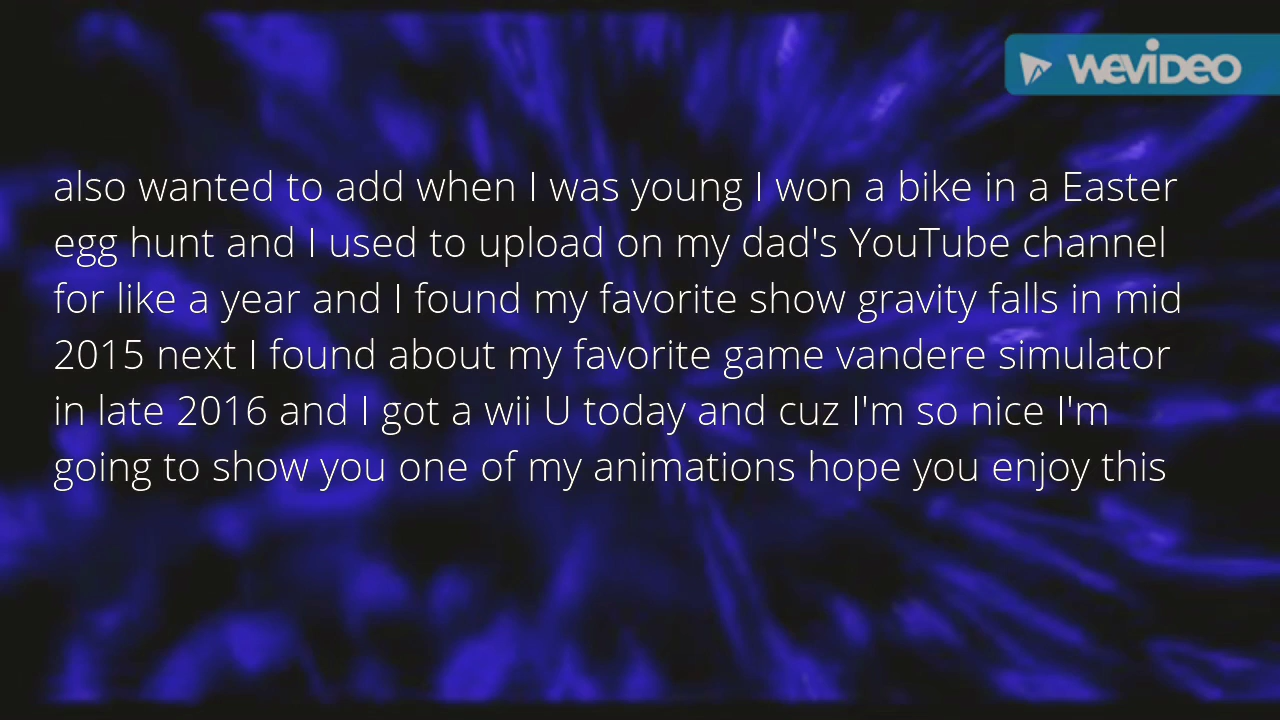 WeVideo
also wanted to add when I was young I won a bike in a Easter
egg hunt and I used to upload on my dad's YouTube channel
for like a year and I found my favorite show gravity falls in mid
2015 next I found about my favorite game vandere simulator
in late 2016 and I got a wii U today and cuz I'm so nice I'm
going to show you one of my animations hope you enjoy this